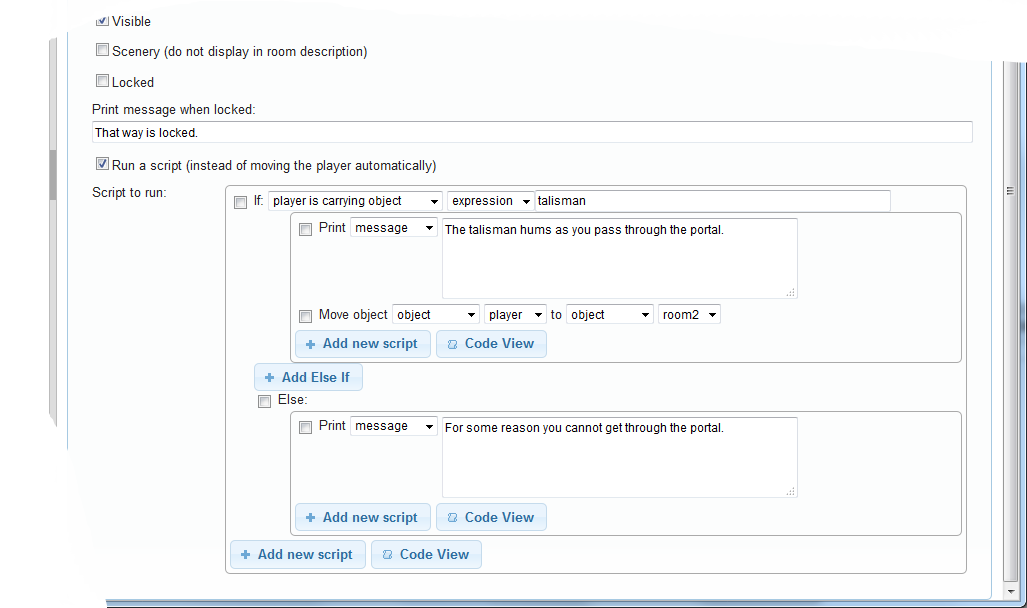 Visible
Scenery (do not display in room description)
Locked
Print message when locked:
That way is locked.
Run a script (instead of moving the player automatically)
Script to run:
If: player is carrying object expression talisman
Print message The talisman hums as you pass through the portal.
Move object object player to object room2
Add new script Code View
Add Else If
Else:
Print message For some reason you cannot get through the portal.
Add new script Code View
Add new script Code View